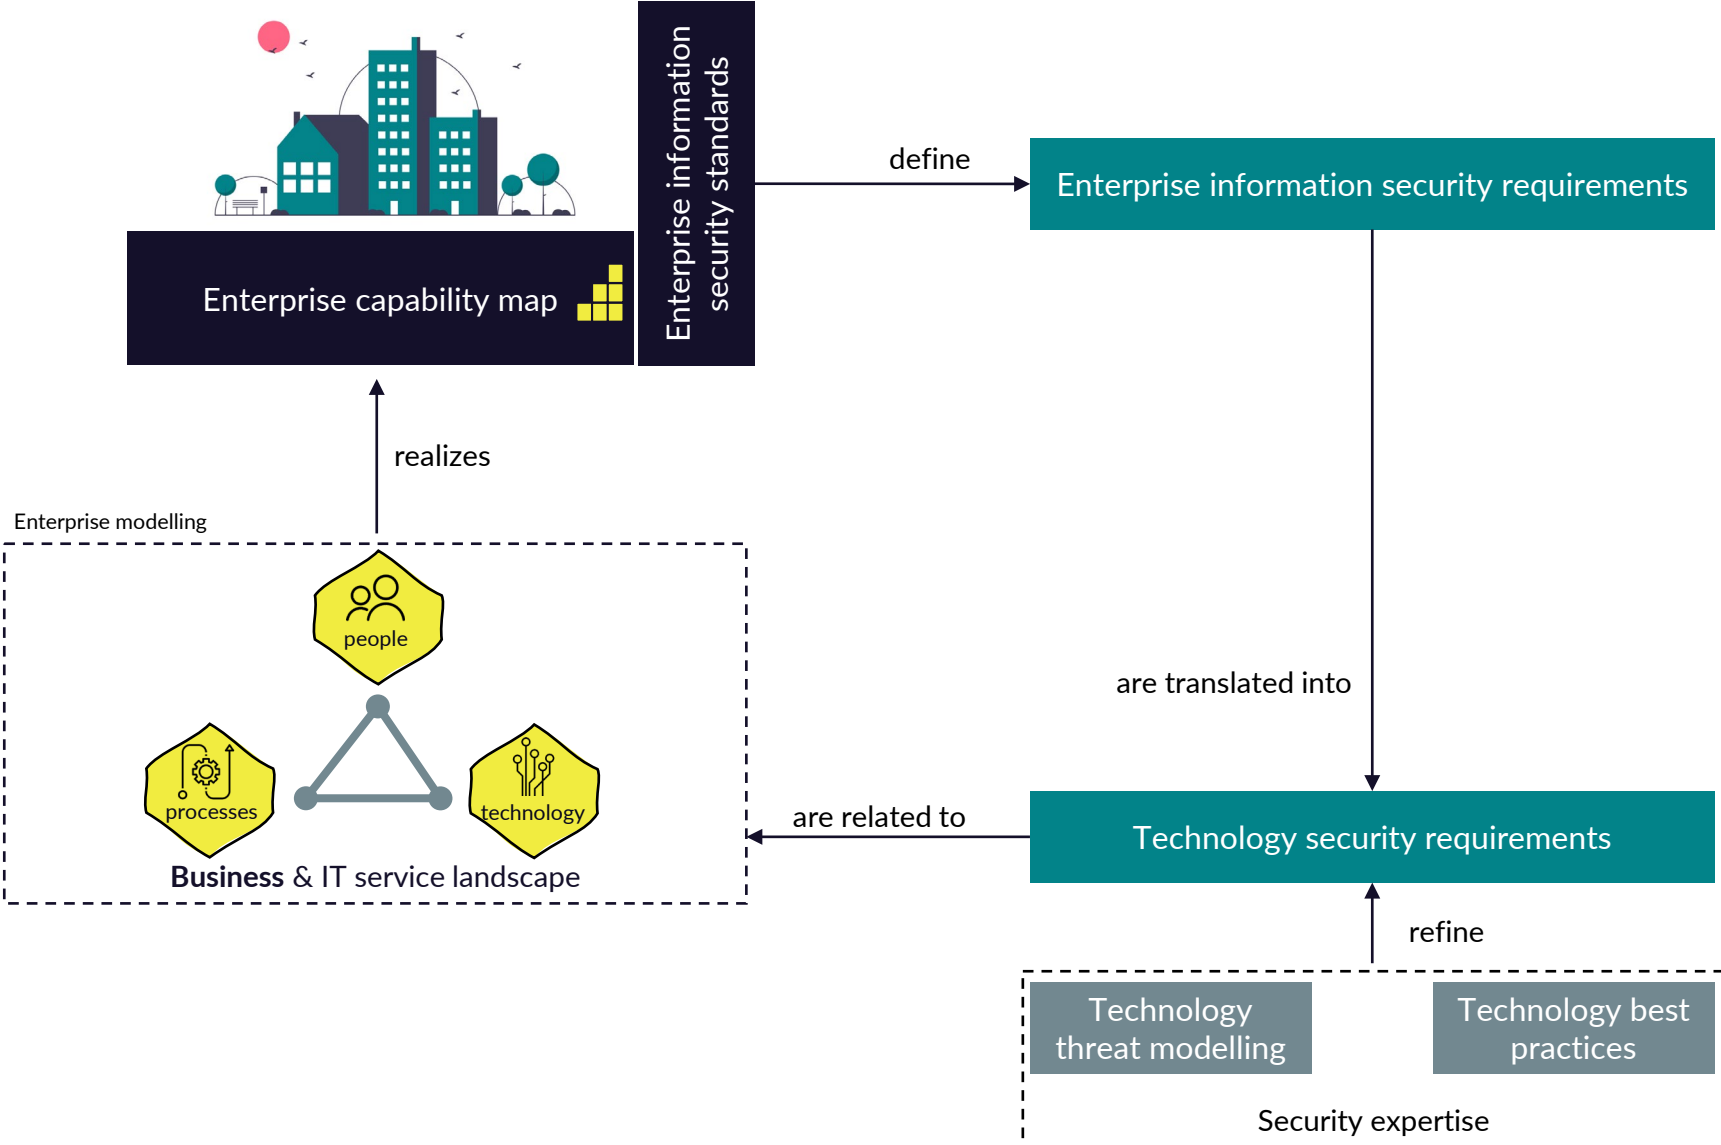 Enterprise information
security standards
define
Enterprise information security requirements
Enterprise capability map
realizes
Enterprise modelling
people
processes
technology
Business & IT service landscape
are translated into
are related to
Technology security requirements
refine
Technology
threat modelling
Technology best
practices
Security expertise